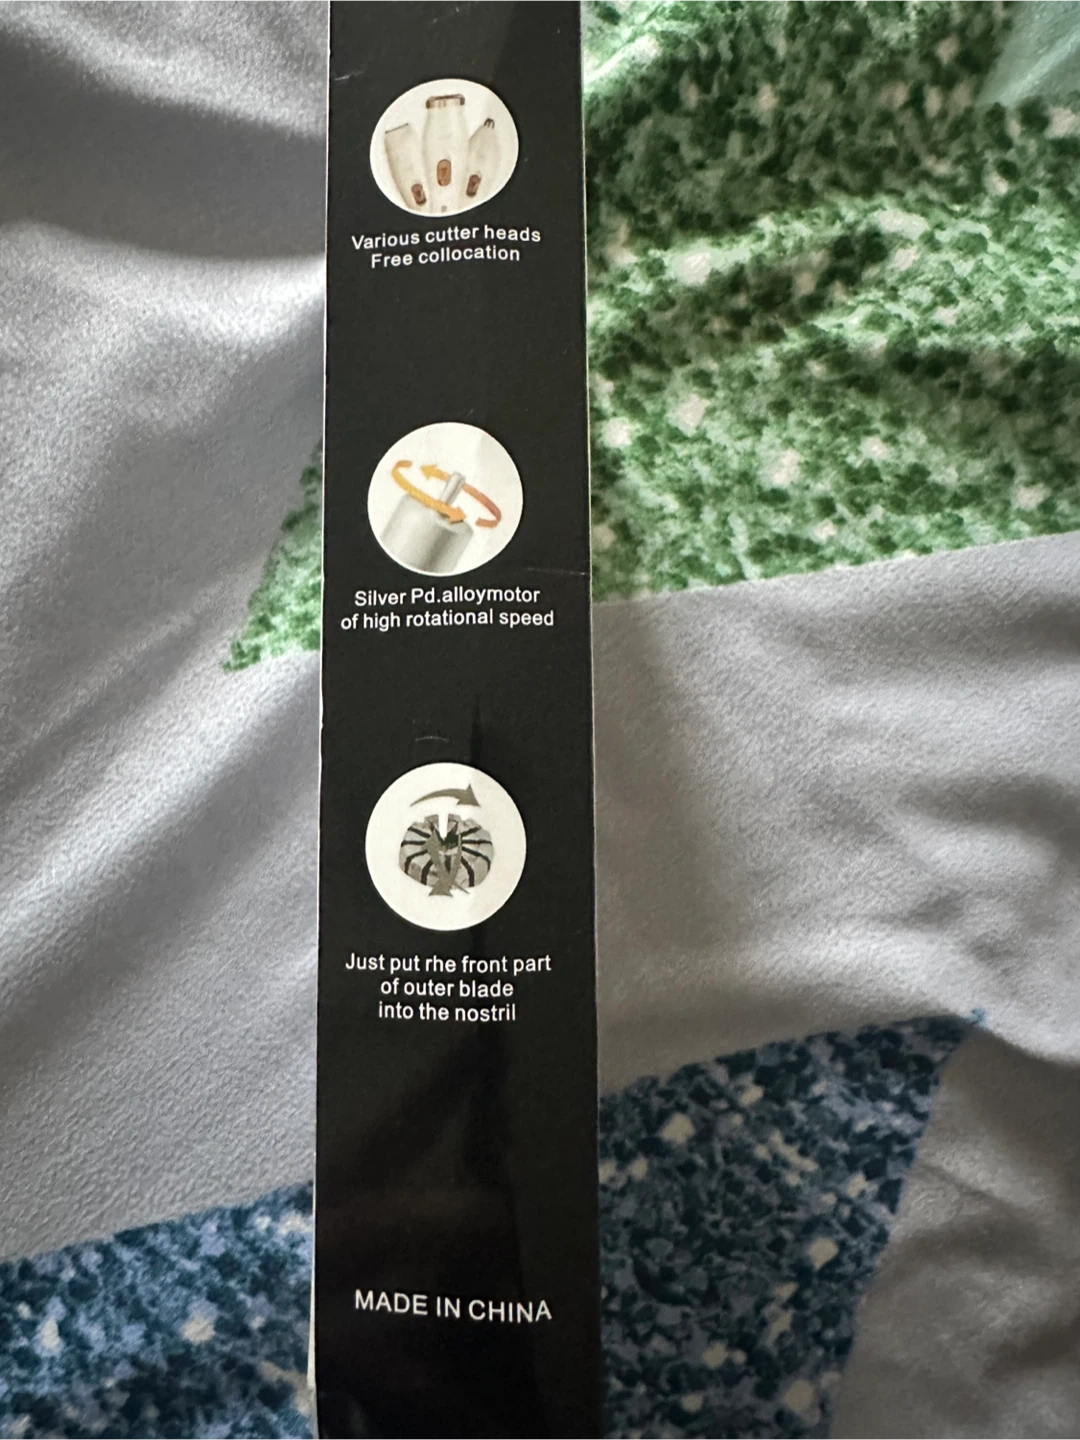 Various cutter heads
Free collocation
Silver Pd.alloymotor
of high rotational speed
Just put rhe front part
of outer blade
into the nostril
MADE IN CHINA